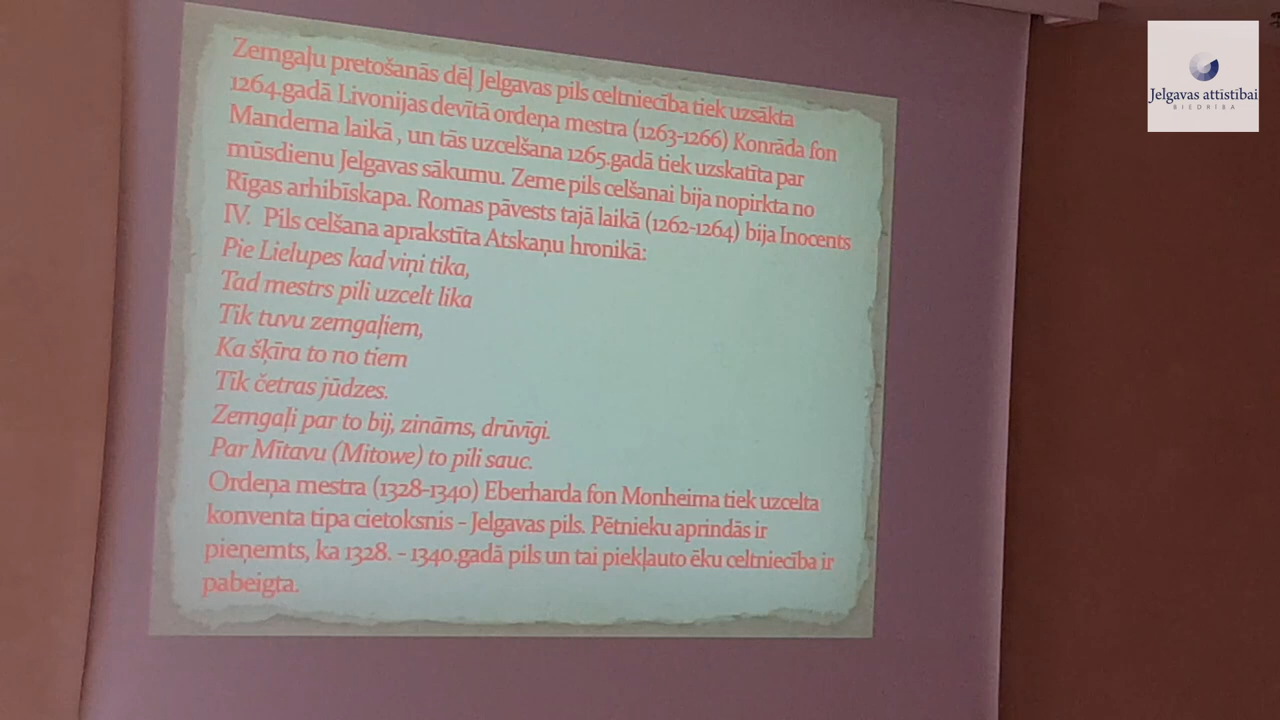 Zemgaļu pretošanās dēļ Jelgavas pils celtniecība tiek uzsākta
1264.gadā Livonijas devītā ordeņa mestra (1263-1266) Konrāda fon
Manderna laikā , un tās uzcelšana 1265.gadā tiek uzskatīta par
mūsdienu Jelgavas sākumu. Zeme pils celšanai bija nopirkta no
Rīgas arhibīskapa. Romas pāvests tajā laikā (1262-1264) bija Inocents
IV. Pils celšana aprakstīta Atskaņu hronikā:
Pie Lielupes kad viņi tika,
Tad mestrs pili uzcelt lika
Tik tuvu zemgaļiem,
Ka šķīra to no tiem
Tik četras jūdzes.
Zemgaļi par to bij, zināms, drūvīgi.
Par Mītavu (Mitowe) to pili sauc.
Ordeņa mestra (1328-1340) Eberharda fon Monheima tiek uzcelta
konventa tipa cietoksnis - Jelgavas pils. Pētnieku aprindās ir
pieņemts, ka 1328. - 1340.gadā pils un tai piekļauto ēku celtniecība ir
pabeigta.
Jelgavas attīstībai
BIEDRĪBA